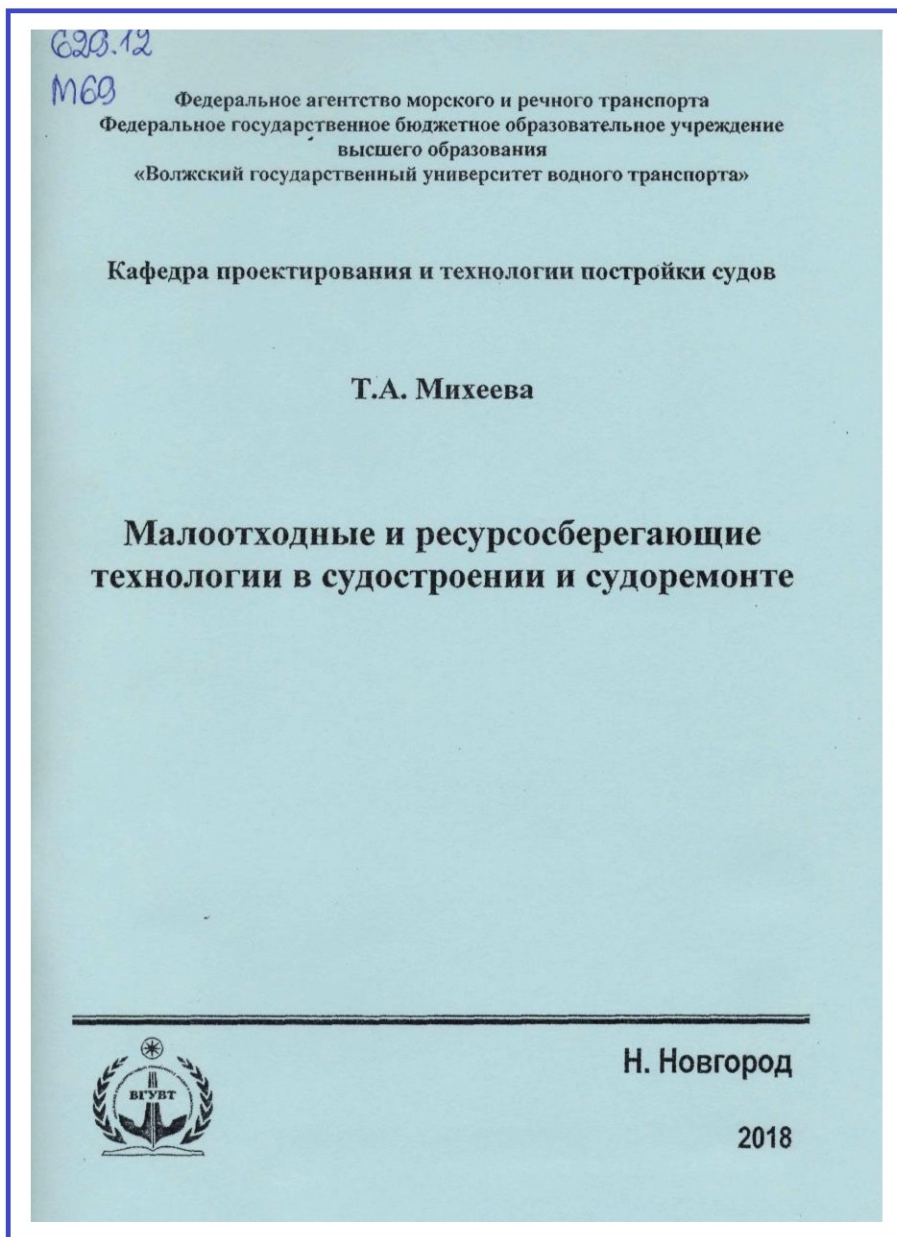 629.12
М69
Федеральное агентство морского и речного транспорта
Федеральное государственное бюджетное образовательное учреждение
высшего образования
«Волжский государственный университет водного транспорта»
Кафедра проектирования и технологии постройки судов
Т.А. Михеева
Малоотходные и ресурсосберегающие
технологии в судостроении и судоремонте
ВГУВТ
Н. Новгород
2018